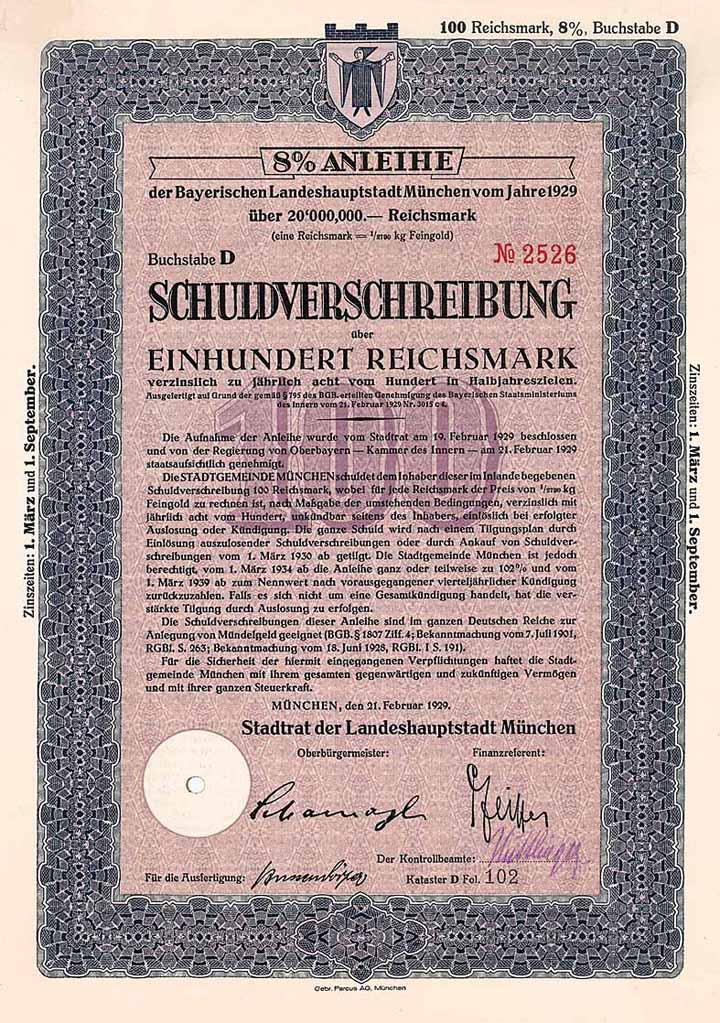 100 Reichsmark, 8%, Buchstabe D
8% ANLEIHE
der Bayerischen Landeshauptstadt München vom Jahre 1929
über 20'000,000.— Reichsmark
(eine Reichsmark = 1/2790 kg Feingold)
Buchstabe D
№ 2526
SCHULDVERSCHREIBUNG
über
EINHUNDERT REICHSMARK
verzinslich zu jährlich acht vom Hundert in Halbjahreszielen.
Ausgefertigt auf Grund der gemäß § 795 des BGB. erteilten Genehmigung des Bayerischen Staatsministeriums
des Innern vom 21. Februar 1929 Nr. 3015 c 4.
100
Die Aufnahme der Anleihe wurde vom Stadtrat am 19. Februar 1929 beschlossen
und von der Regierung von Oberbayern — Kammer des Innern — am 21. Februar 1929
staatsaufsichtlich genehmigt.
Die STADTGEMEINDE MÜNCHEN schuldet dem Inhaber dieser im Inlande begebenen
Schuldverschreibung 100 Reichsmark, wobei für jede Reichsmark der Preis von 1/2790 kg
Feingold zu rechnen ist, nach Maßgabe der umstehenden Bedingungen, verzinslich mit
jährlich acht vom Hundert, unkündbar seitens des Inhabers, einlöslich bei erfolgter
Auslosung oder Kündigung. Die ganze Schuld wird nach einem Tilgungsplan durch
Einlösung auszulosender Schuldverschreibungen oder durch Ankauf von Schuldver-
schreibungen vom 1. März 1930 ab getilgt. Die Stadtgemeinde München ist jedoch
berechtigt, vom 1. März 1934 ab die Anleihe ganz oder teilweise zu 102% und vom
1. März 1939 ab zum Nennwert nach vorausgegangener vierteljährlicher Kündigung
zurückzuzahlen. Falls es sich nicht um eine Gesamtkündigung handelt, hat die ver-
stärkte Tilgung durch Auslosung zu erfolgen.
Die Schuldverschreibungen dieser Anleihe sind im ganzen Deutschen Reiche zur
Anlegung von Mündelgeld geeignet (BGB. § 1807 Ziff. 4; Bekanntmachung vom 7. Juli 1901,
RGBl. S. 263; Bekanntmachung vom 18. Juni 1928, RGBl. I S. 191).
Für die Sicherheit der hiermit eingegangenen Verpflichtungen haftet die Stadt-
gemeinde München mit ihrem gesamten gegenwärtigen und zukünftigen Vermögen
und mit ihrer ganzen Steuerkraft.
MÜNCHEN, den 21. Februar 1929.
Stadtrat der Landeshauptstadt München
Oberbürgermeister:
Finanzreferent:
Scharnagl
Pfeiffer
Der Kontrollbeamte:
Für die Ausfertigung:
Kataster D Fol. 102
Zinszeiten: 1. März und 1. September.
Zinszeiten: 1. März und 1. September.
Gebr. Parcus AG, München